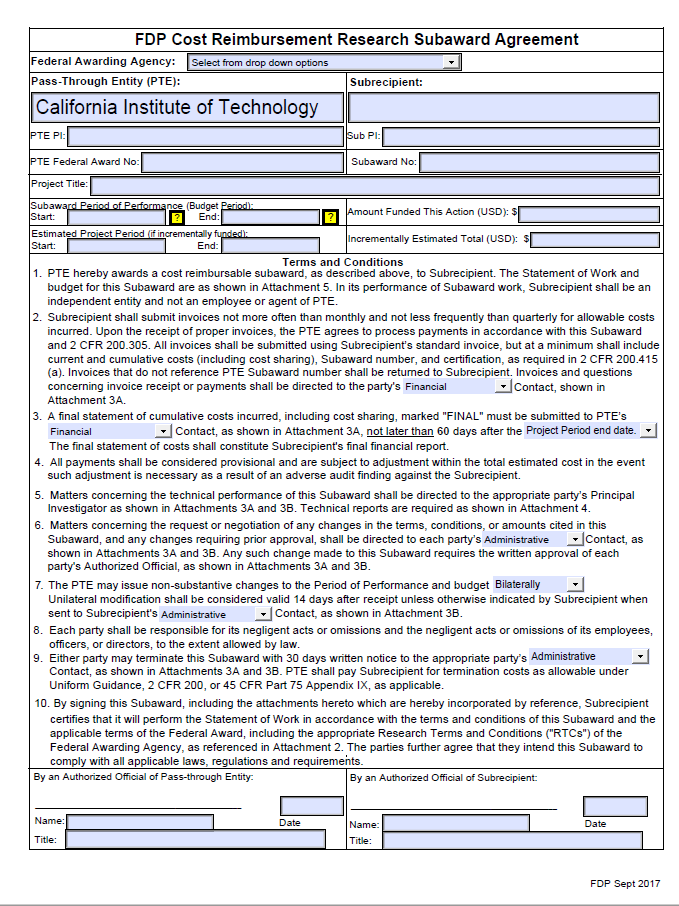 FDP Cost Reimbursement Research Subaward Agreement
Federal Awarding Agency: Select from drop down options
Pass-Through Entity (PTE): Subrecipient:
California Institute of Technology
PTE PI: Sub PI:
PTE Federal Award No: Subaward No:
Project Title:
Subaward Period of Performance (Budget Period):
Start: ? End: ? Amount Funded This Action (USD): $
Estimated Project Period (if incrementally funded):
Start: End: Incrementally Estimated Total (USD): $
Terms and Conditions
1. PTE hereby awards a cost reimbursable subaward, as described above, to Subrecipient. The Statement of Work and
budget for this Subaward are as shown in Attachment 5. In its performance of Subaward work, Subrecipient shall be an
independent entity and not an employee or agent of PTE.
2. Subrecipient shall submit invoices not more often than monthly and not less frequently than quarterly for allowable costs
incurred. Upon the receipt of proper invoices, the PTE agrees to process payments in accordance with this Subaward
and 2 CFR 200.305. All invoices shall be submitted using Subrecipient's standard invoice, but at a minimum shall include
current and cumulative costs (including cost sharing), Subaward number, and certification, as required in 2 CFR 200.415
(a). Invoices that do not reference PTE Subaward number shall be returned to Subrecipient. Invoices and questions
concerning invoice receipt or payments shall be directed to the party's Financial Contact, shown in
Attachment 3A.
3. A final statement of cumulative costs incurred, including cost sharing, marked "FINAL" must be submitted to PTE's
Financial Contact, as shown in Attachment 3A, not later than 60 days after the Project Period end date.
The final statement of costs shall constitute Subrecipient's final financial report.
4. All payments shall be considered provisional and are subject to adjustment within the total estimated cost in the event
such adjustment is necessary as a result of an adverse audit finding against the Subrecipient.
5. Matters concerning the technical performance of this Subaward shall be directed to the appropriate party's Principal
Investigator as shown in Attachments 3A and 3B. Technical reports are required as shown in Attachment 4.
6. Matters concerning the request or negotiation of any changes in the terms, conditions, or amounts cited in this
Subaward, and any changes requiring prior approval, shall be directed to each party's Administrative Contact, as
shown in Attachments 3A and 3B. Any such change made to this Subaward requires the written approval of each
party's Authorized Official, as shown in Attachments 3A and 3B.
7. The PTE may issue non-substantive changes to the Period of Performance and budget Bilaterally
Unilateral modification shall be considered valid 14 days after receipt unless otherwise indicated by Subrecipient when
sent to Subrecipient's Administrative Contact, as shown in Attachment 3B.
8. Each party shall be responsible for its negligent acts or omissions and the negligent acts or omissions of its employees,
officers, or directors, to the extent allowed by law.
9. Either party may terminate this Subaward with 30 days written notice to the appropriate party's Administrative
Contact, as shown in Attachments 3A and 3B. PTE shall pay Subrecipient for termination costs as allowable under
Uniform Guidance, 2 CFR 200, or 45 CFR Part 75 Appendix IX, as applicable.
10. By signing this Subaward, including the attachments hereto which are hereby incorporated by reference, Subrecipient
certifies that it will perform the Statement of Work in accordance with the terms and conditions of this Subaward and the
applicable terms of the Federal Award, including the appropriate Research Terms and Conditions ("RTCs") of the
Federal Awarding Agency, as referenced in Attachment 2. The parties further agree that they intend this Subaward to
comply with all applicable laws, regulations and requirements.
By an Authorized Official of Pass-through Entity: By an Authorized Official of Subrecipient:
Name: Date Name: Date
Title: Title:
FDP Sept 2017